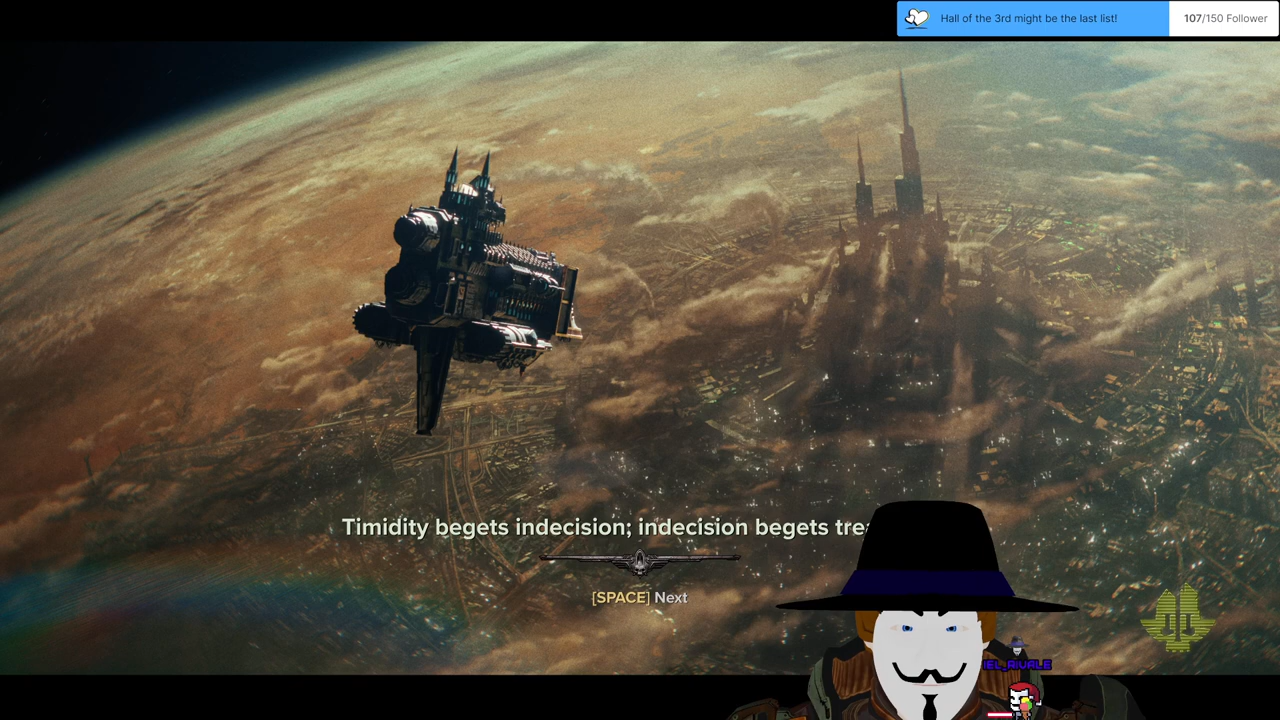 Hall of the 3rd might be the last list!
107/150 Follower
Timidity begets indecision; indecision begets
[SPACE] Next
IEL_RIVALE